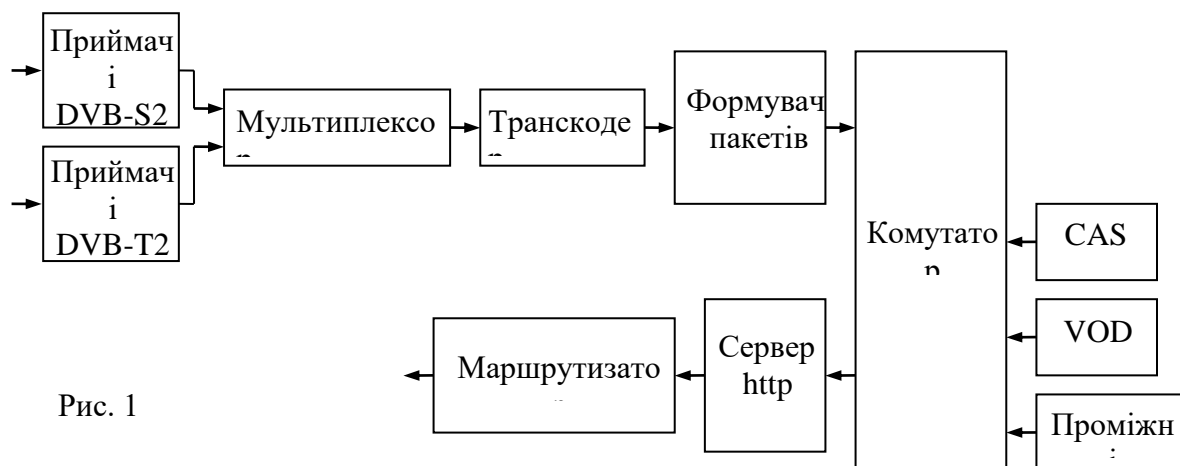 Приймач
і
DVB-S2
Приймач
і
DVB-T2
Мультиплексо
Транскоде
Формувач
пакетів
Комутато
р
CAS
VOD
Проміжн
і
Сервер
http
Маршрутизато
Рис. 1